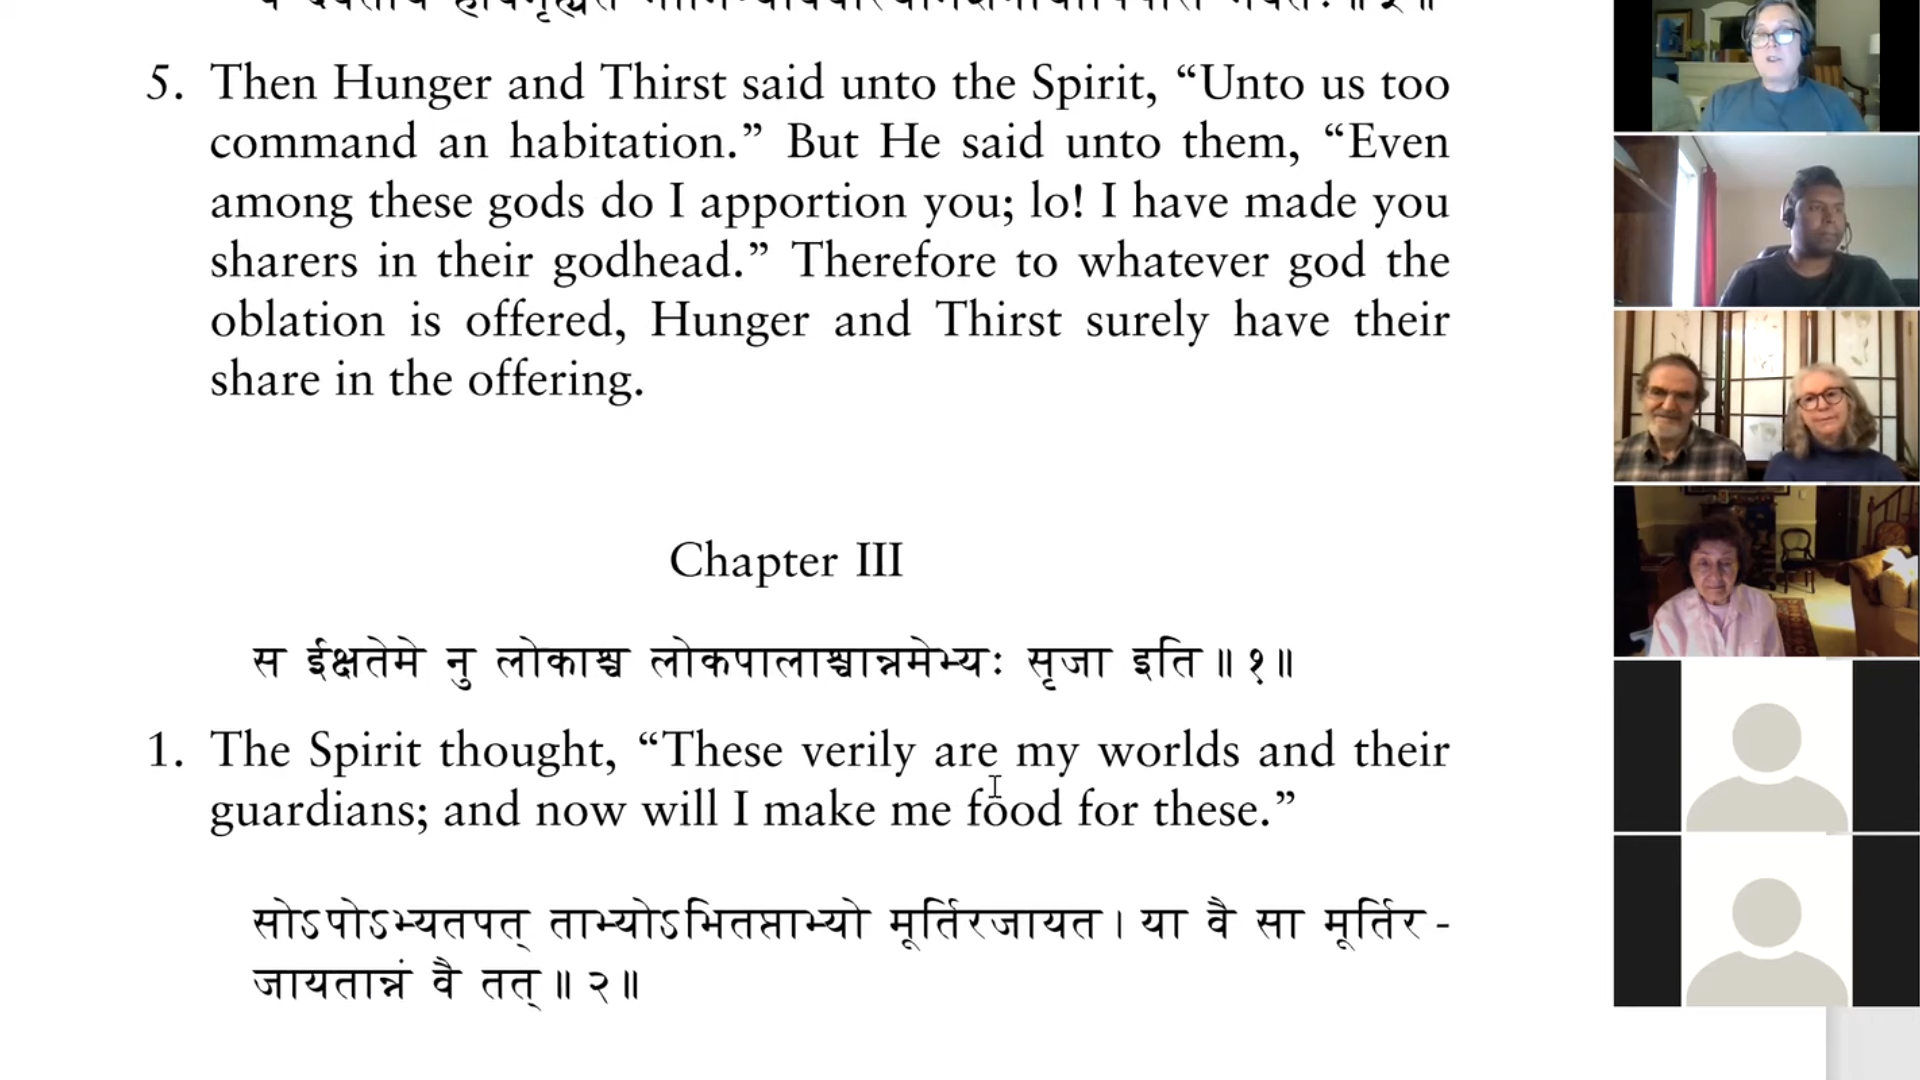 5. Then Hunger and Thirst said unto the Spirit, “Unto us too
command an habitation.” But He said unto them, “Even
among these gods do I apportion you; lo! I have made you
sharers in their godhead.” Therefore to whatever god the
oblation is offered, Hunger and Thirst surely have their
share in the offering.
Chapter III
स ईक्षतेमे नु लोकाश्च लोकपालाश्चान्नमेभ्यः सृजा इति॥१॥
1. The Spirit thought, “These verily are my worlds and their
guardians; and now will I make me food for these.”
सोऽपोऽभ्यतपत् ताभ्योऽभितप्ताभ्यो मूर्तिरजायत। या वै सा मूर्तिर-
जायतान्नं वै तत्॥२॥